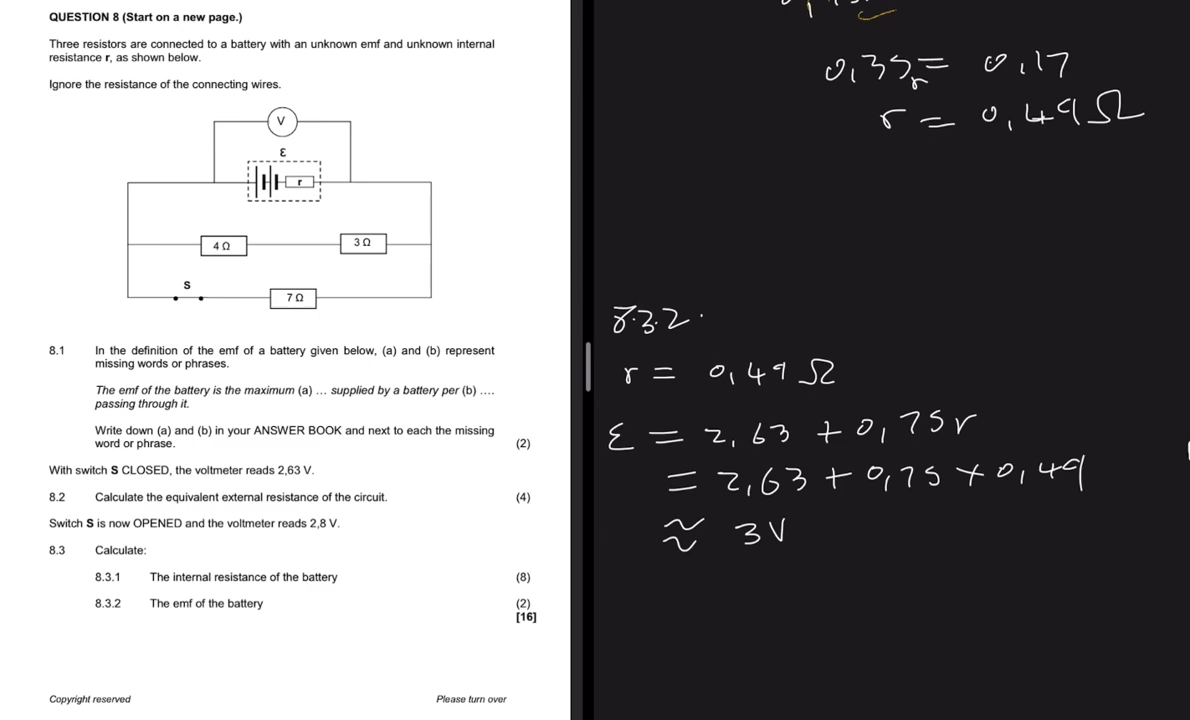 QUESTION 8 (Start on a new page.)
Three resistors are connected to a battery with an unknown emf and unknown internal
resistance r, as shown below.
Ignore the resistance of the connecting wires.
V
ε
r
4 Ω
3 Ω
S
7 Ω
8.1 In the definition of the emf of a battery given below, (a) and (b) represent
missing words or phrases.
The emf of the battery is the maximum (a) … supplied by a battery per (b) ….
passing through it.
Write down (a) and (b) in your ANSWER BOOK and next to each the missing
word or phrase. (2)
With switch S CLOSED, the voltmeter reads 2,63 V.
8.2 Calculate the equivalent external resistance of the circuit. (4)
Switch S is now OPENED and the voltmeter reads 2,8 V.
8.3 Calculate:
8.3.1 The internal resistance of the battery (8)
8.3.2 The emf of the battery (2)
[16]
Copyright reserved
Please turn over
0,35r = 0,17
r = 0,49 Ω
8.3.2.
r = 0,49 Ω
ε = 2,63 + 0,75r
= 2,63 + 0,75 × 0,49
≈ 3V